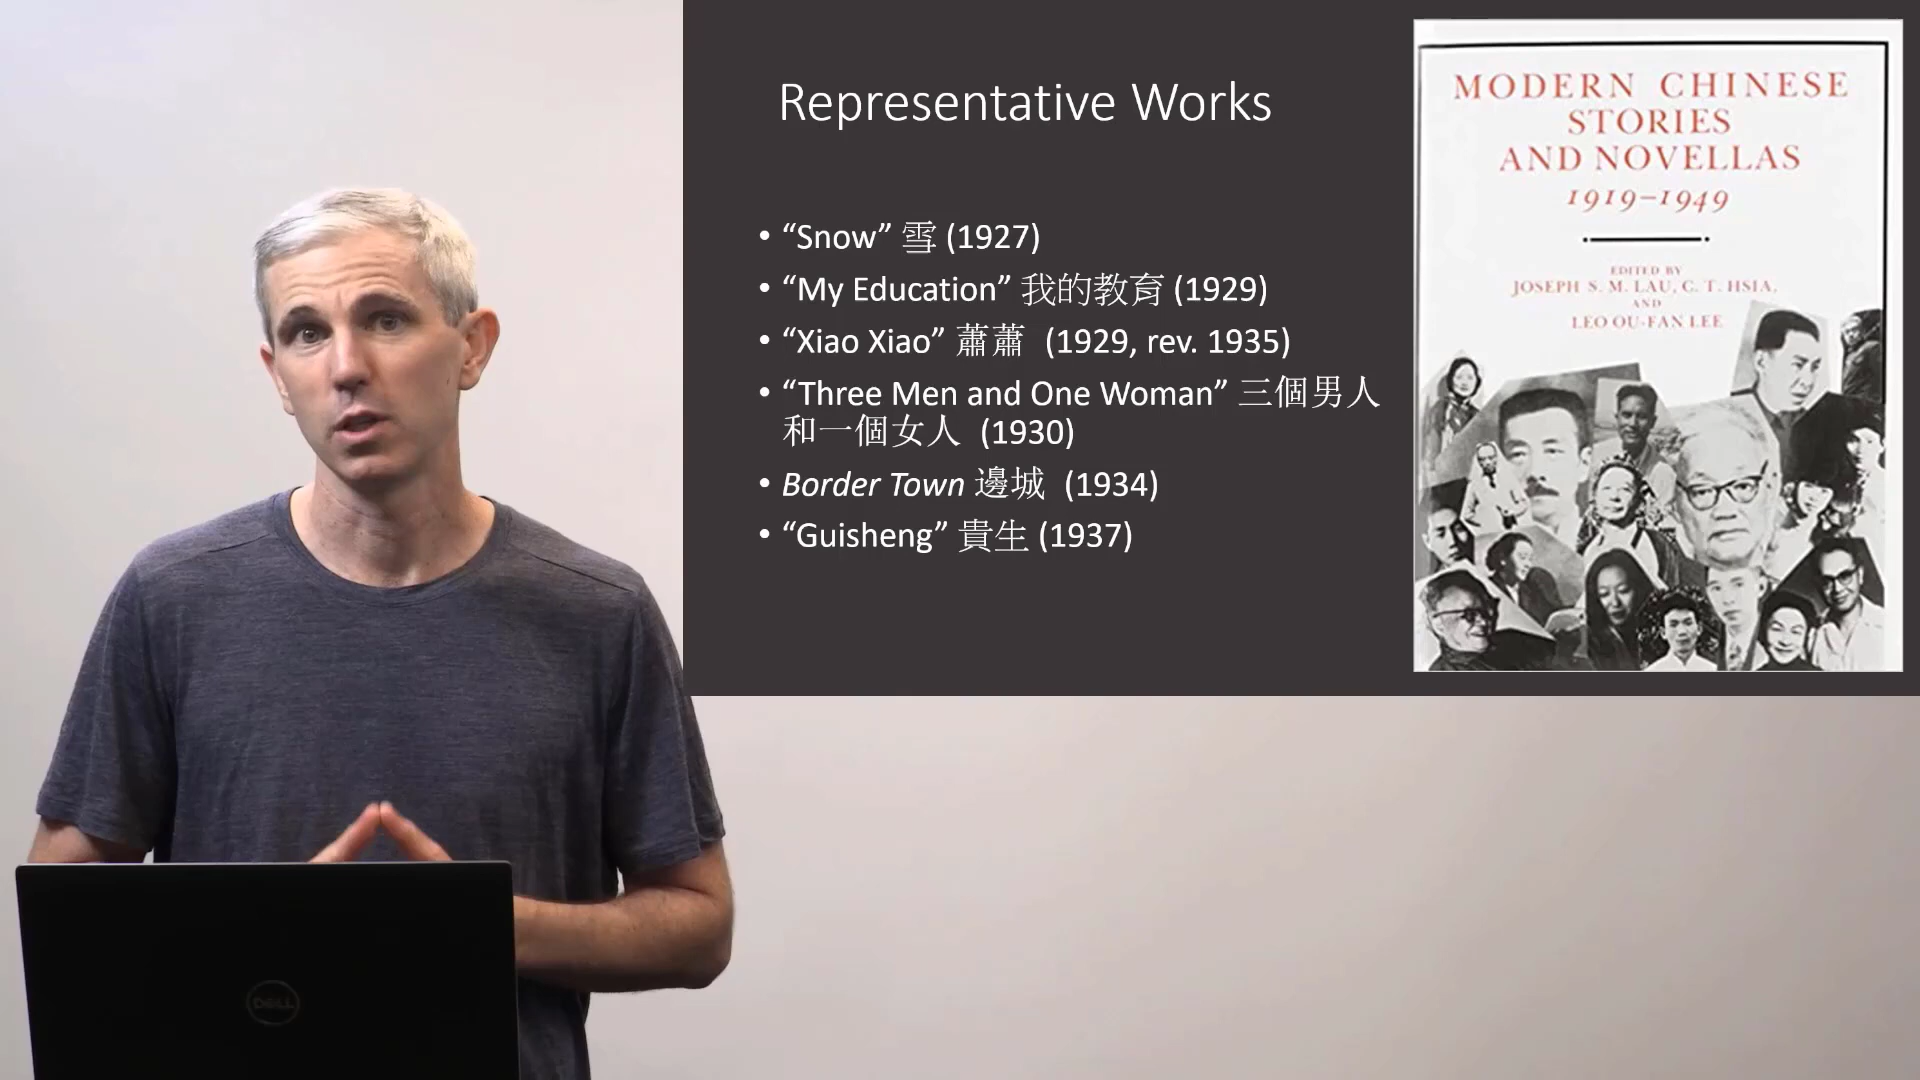 Representative Works
• “Snow” 雪 (1927)
• “My Education” 我的教育 (1929)
• “Xiao Xiao” 蕭蕭 (1929, rev. 1935)
• “Three Men and One Woman” 三個男人
和一個女人 (1930)
• Border Town 邊城 (1934)
• “Guisheng” 貴生 (1937)
MODERN CHINESE
STORIES
AND NOVELLAS
1919–1949
EDITED BY
JOSEPH S. M. LAU, C. T. HSIA,
AND
LEO OU-FAN LEE
DELL